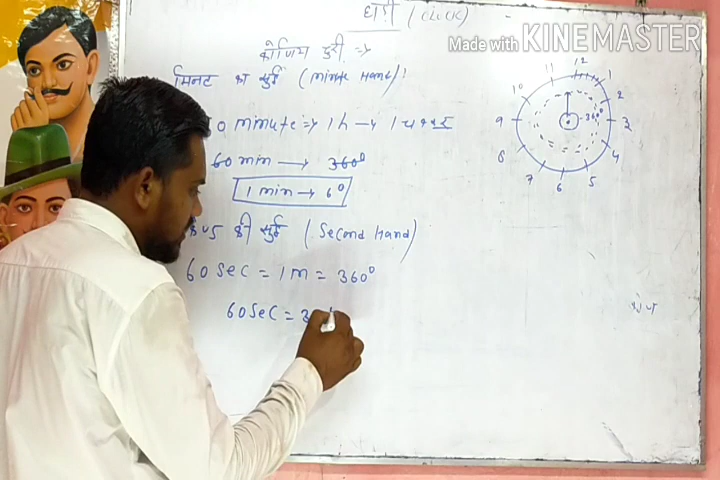 घड़ी (CLOCK)
Made with KINEMASTER
कोणिय दुरी ⇒
मिनट का सुई (minute Hand)!
0 minute ⇒ 1h → 1 चक्कर
60 min → 360°
1 min → 6°
की सुई (Second Hand)
60 Sec = 1m = 360°
60 Sec = 3
12
11
1
10
2
9
360°
3
8
4
7
6
5